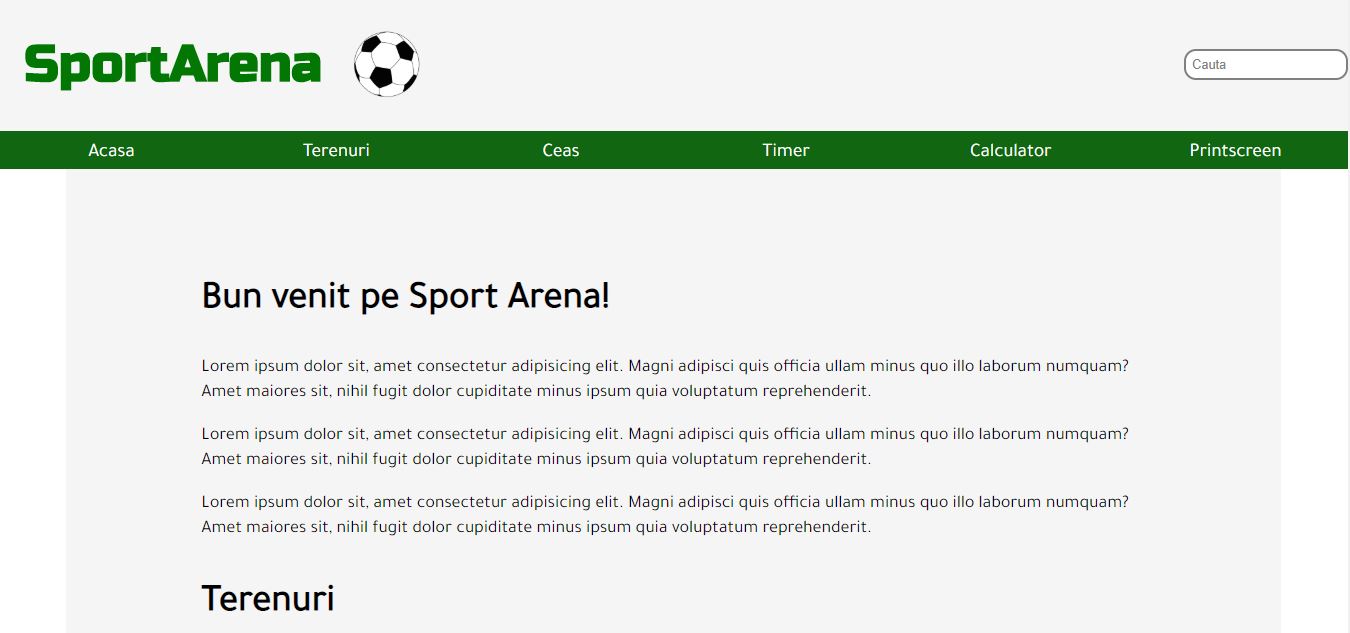 SportArena
Cauta
Acasa Terenuri Ceas Timer Calculator Printscreen
Bun venit pe Sport Arena!
Lorem ipsum dolor sit, amet consectetur adipisicing elit. Magni adipisci quis officia ullam minus quo illo laborum numquam?
Amet maiores sit, nihil fugit dolor cupiditate minus ipsum quia voluptatum reprehenderit.
Lorem ipsum dolor sit, amet consectetur adipisicing elit. Magni adipisci quis officia ullam minus quo illo laborum numquam?
Amet maiores sit, nihil fugit dolor cupiditate minus ipsum quia voluptatum reprehenderit.
Lorem ipsum dolor sit, amet consectetur adipisicing elit. Magni adipisci quis officia ullam minus quo illo laborum numquam?
Amet maiores sit, nihil fugit dolor cupiditate minus ipsum quia voluptatum reprehenderit.
Terenuri